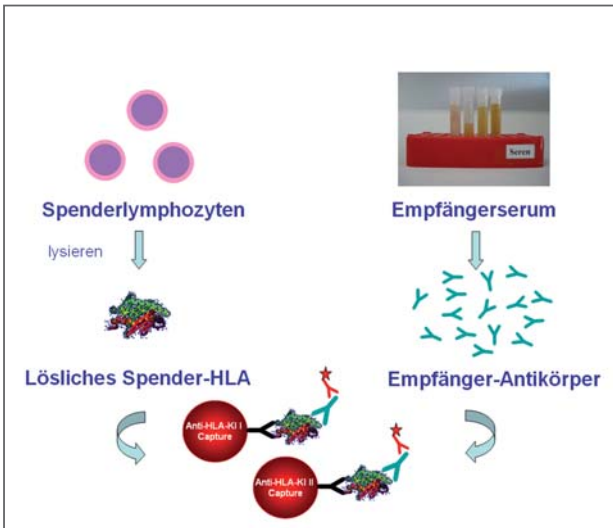 Seren
Spenderlymphozyten
Empfängerserum
lysieren
Lösliches Spender-HLA
Empfänger-Antikörper
Anti-HLA-Kl I
Capture
Anti-HLA-Kl II
Capture